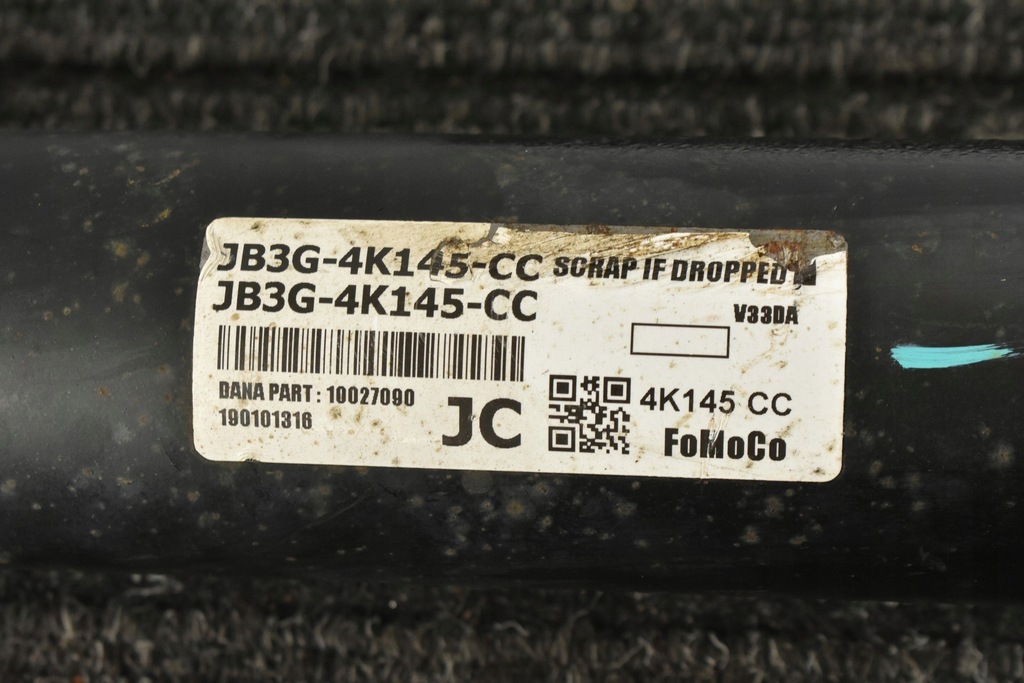 JB3G-4K145-CC SCRAP IF DROPPED
JB3G-4K145-CC
V33DA
DANA PART : 10027090
190101316
JC
4K145 CC
FoMoCo